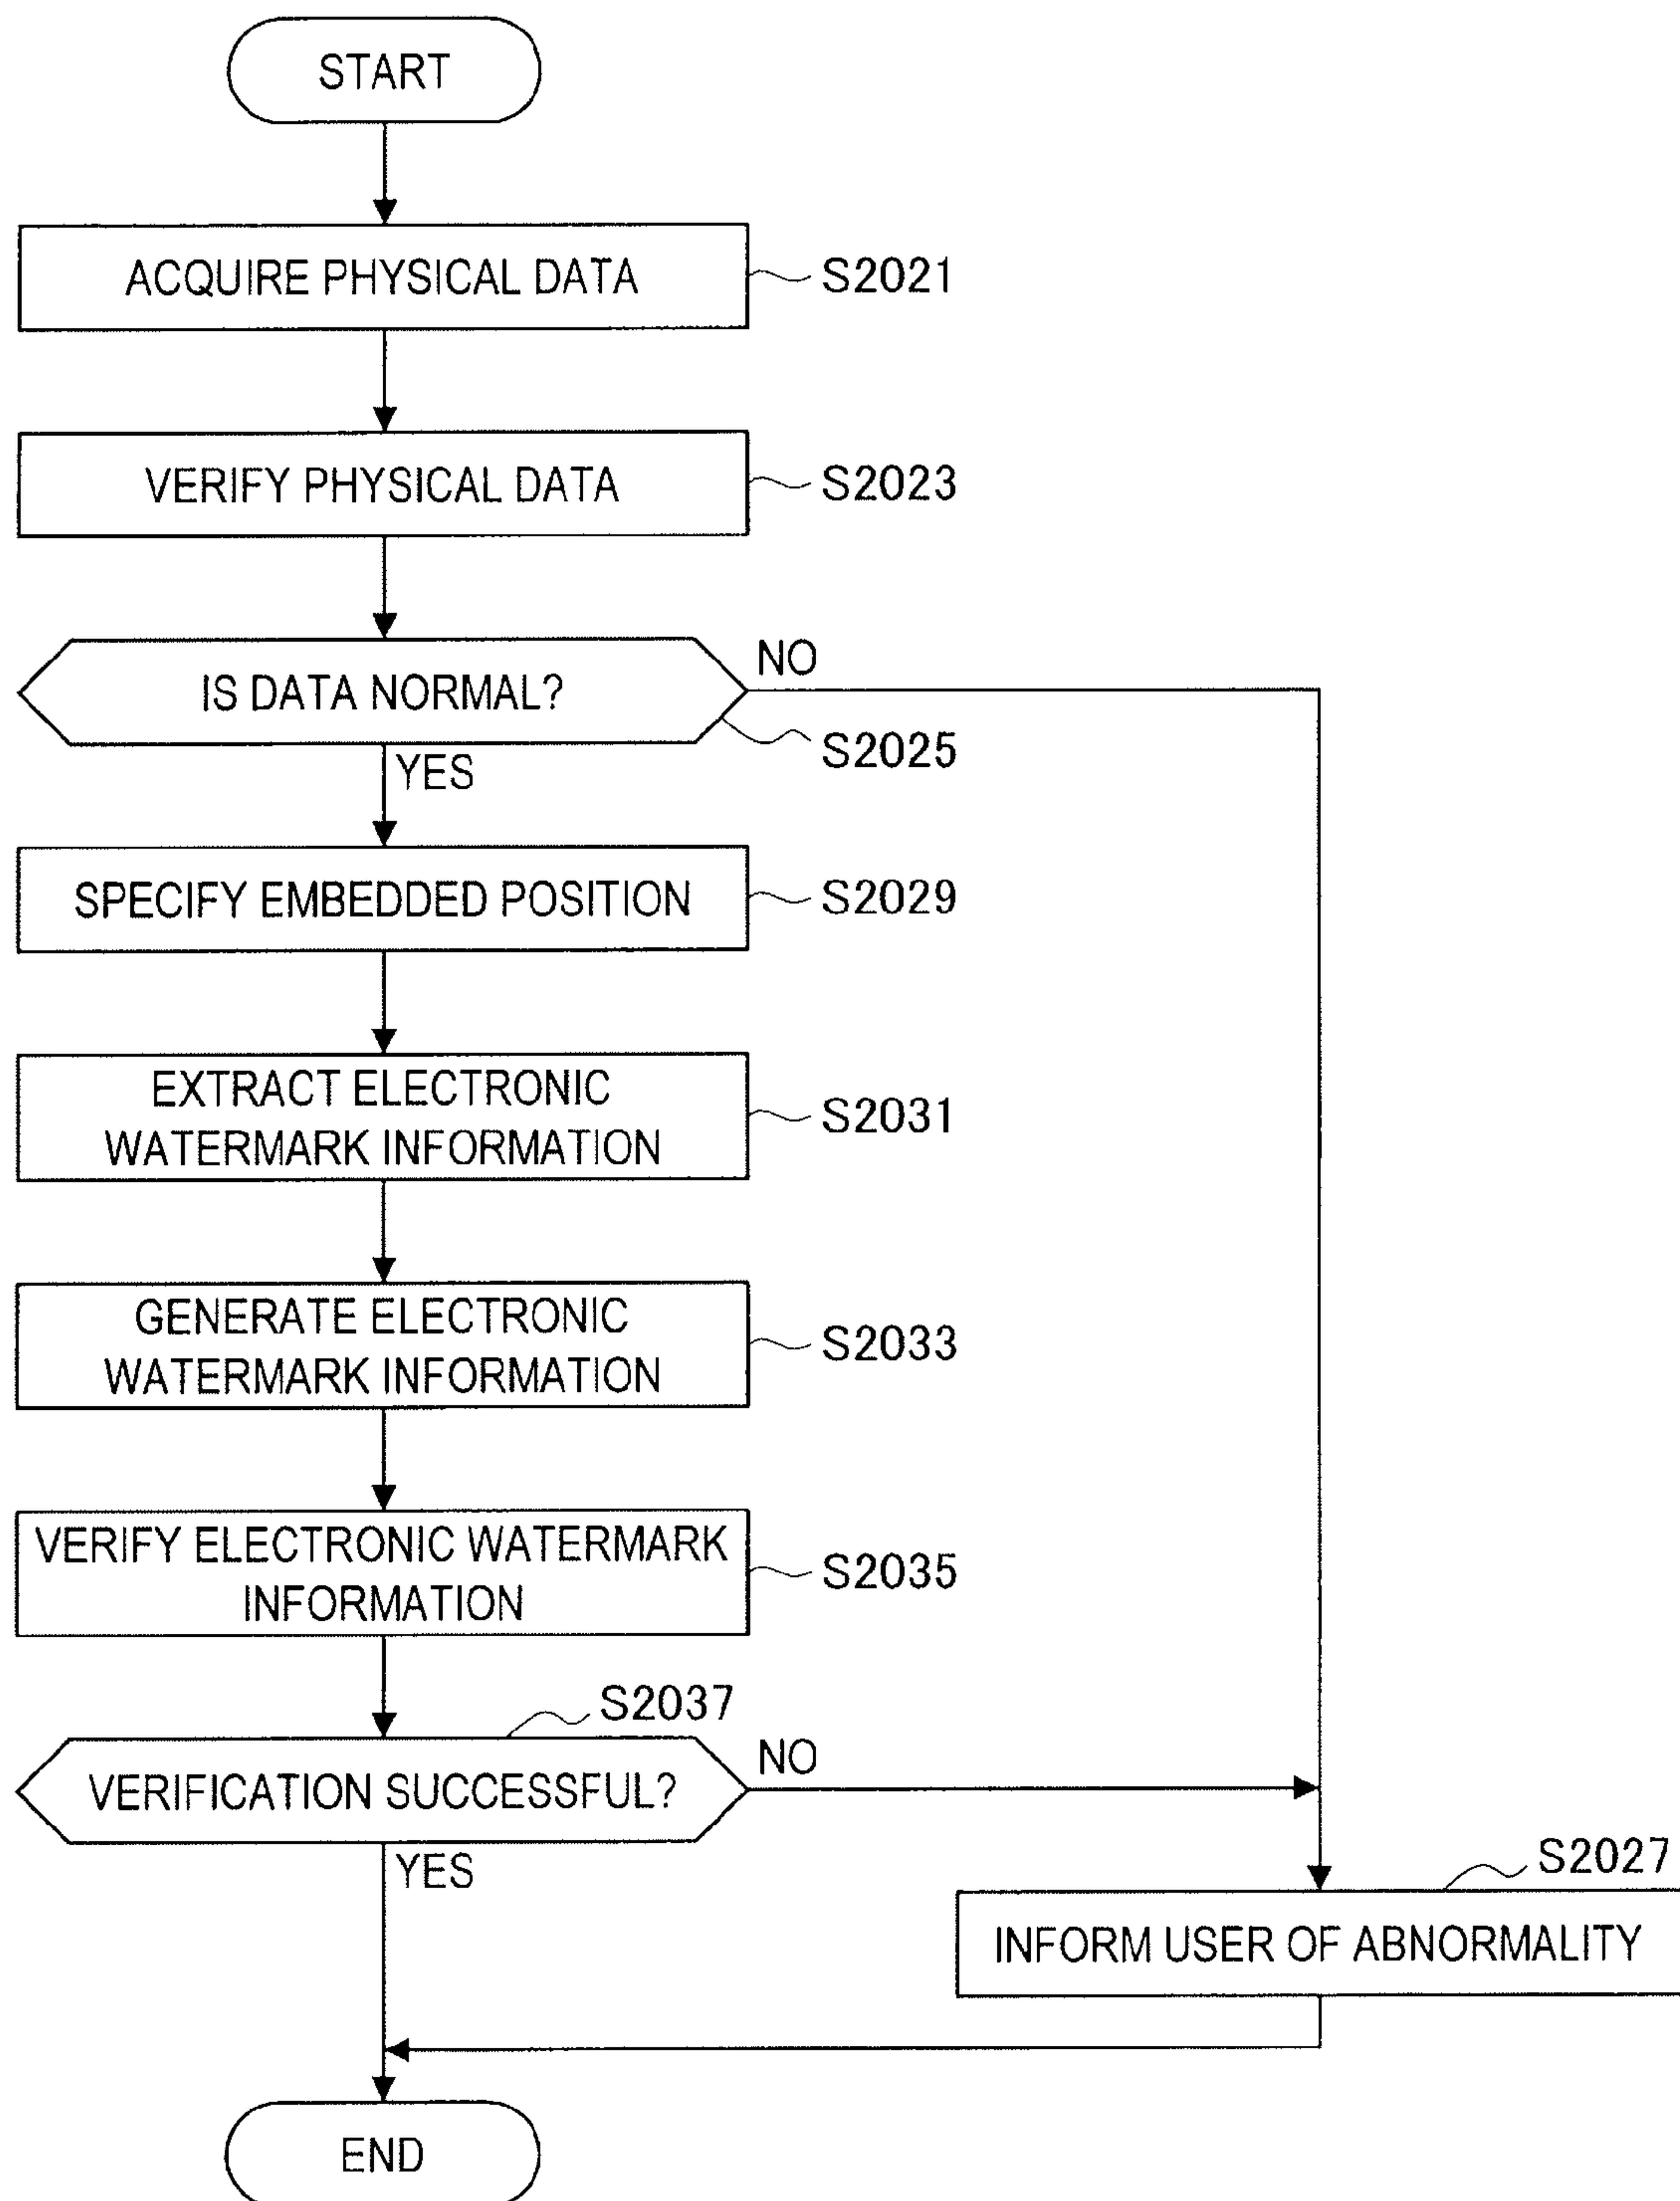 START
ACQUIRE PHYSICAL DATA
S2021
VERIFY PHYSICAL DATA
S2023
IS DATA NORMAL?
NO
S2025
YES
SPECIFY EMBEDDED POSITION
S2029
EXTRACT ELECTRONIC
WATERMARK INFORMATION
S2031
GENERATE ELECTRONIC
WATERMARK INFORMATION
S2033
VERIFY ELECTRONIC WATERMARK
INFORMATION
S2035
S2037
VERIFICATION SUCCESSFUL?
NO
YES
S2027
INFORM USER OF ABNORMALITY
END